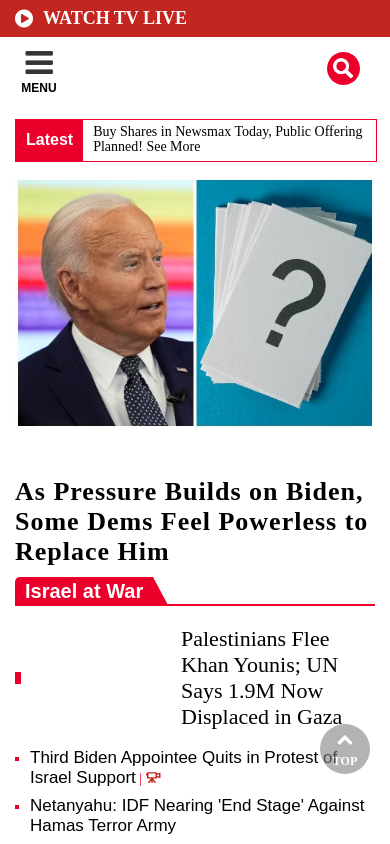 WATCH TV LIVE
MENU
Latest
Buy Shares in Newsmax Today, Public Offering
Planned! See More
?
As Pressure Builds on Biden,
Some Dems Feel Powerless to
Replace Him
Israel at War
Palestinians Flee
Khan Younis; UN
Says 1.9M Now
Displaced in Gaza
TOP
Third Biden Appointee Quits in Protest of
Israel Support |
Netanyahu: IDF Nearing 'End Stage' Against
Hamas Terror Army